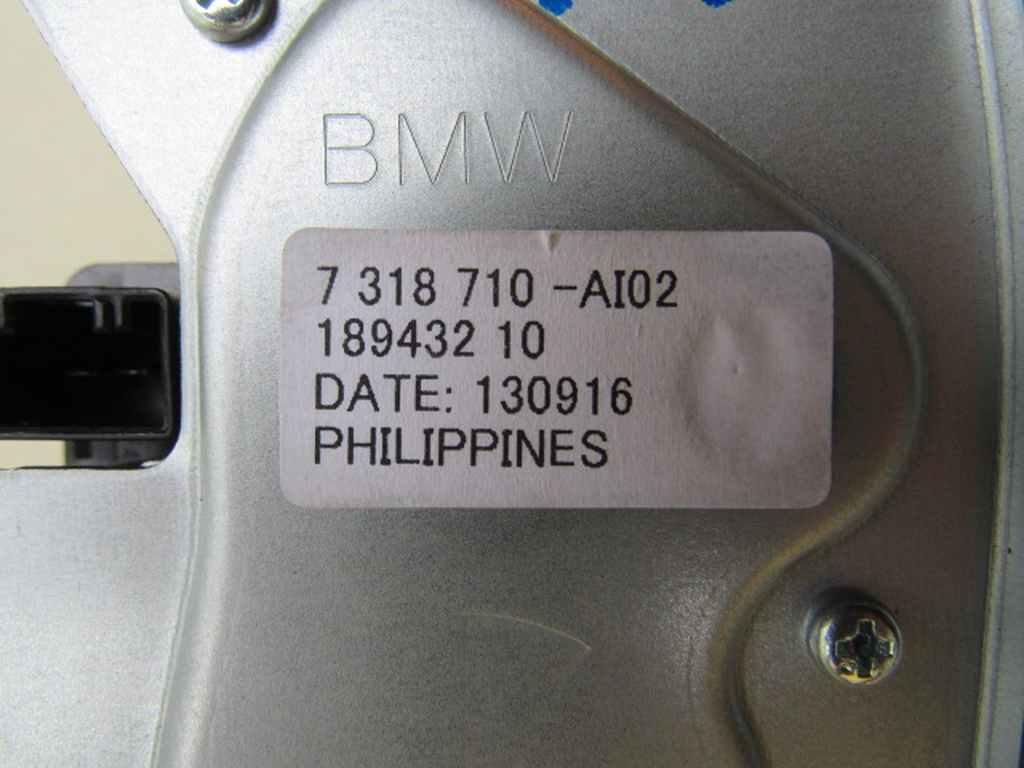 BMW
7 318 710 -AI02
189432 10
DATE: 130916
PHILIPPINES